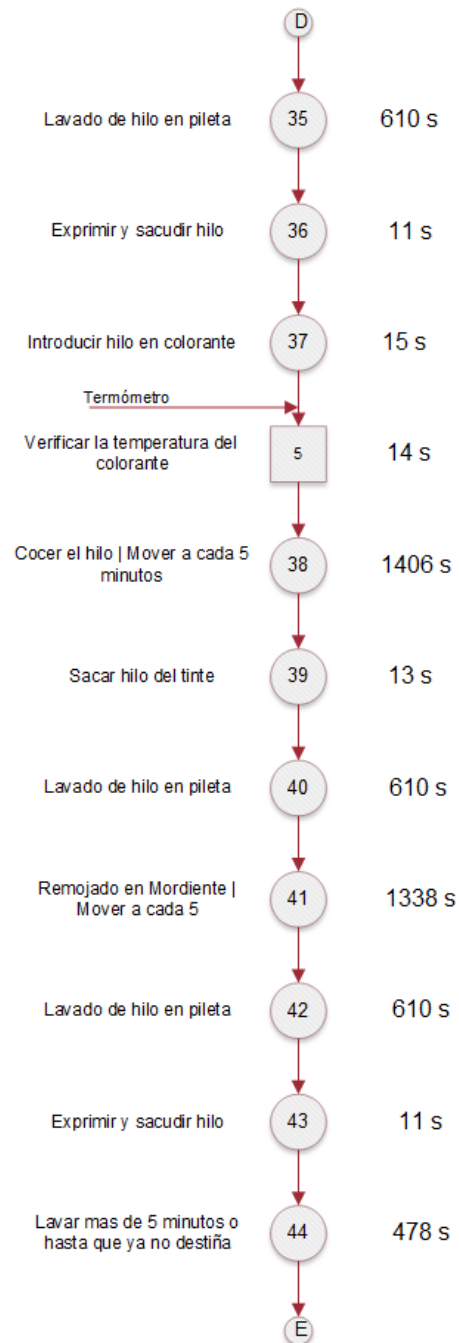 D
Lavado de hilo en pileta 35 610 s
Exprimir y sacudir hilo 36 11 s
Introducir hilo en colorante 37 15 s
Termómetro
Verificar la temperatura del
colorante 5 14 s
Cocer el hilo | Mover a cada 5
minutos 38 1406 s
Sacar hilo del tinte 39 13 s
Lavado de hilo en pileta 40 610 s
Remojado en Mordiente |
Mover a cada 5 41 1338 s
Lavado de hilo en pileta 42 610 s
Exprimir y sacudir hilo 43 11 s
Lavar mas de 5 minutos o
hasta que ya no destiña 44 478 s
E